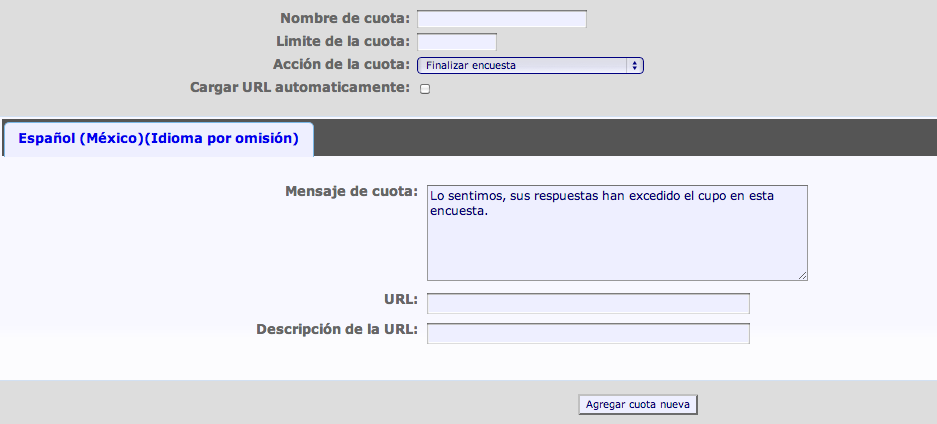 Nombre de cuota:
Limite de la cuota:
Acción de la cuota: Finalizar encuesta
Cargar URL automaticamente:
Español (México)(Idioma por omisión)
Mensaje de cuota: Lo sentimos, sus respuestas han excedido el cupo en esta
encuesta.
URL:
Descripción de la URL:
Agregar cuota nueva